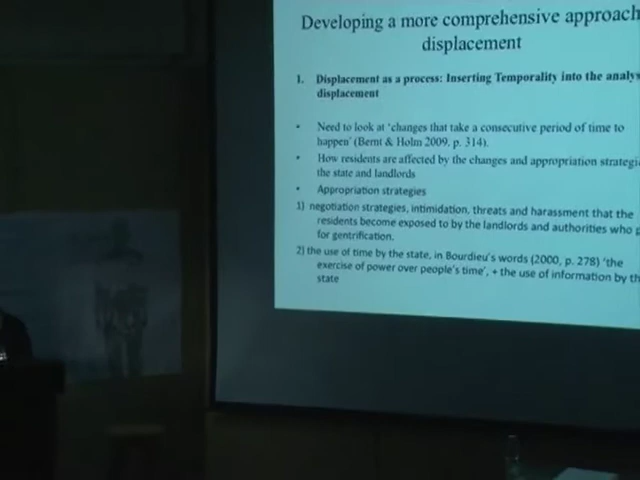 Developing a more comprehensive approach
displacement
1. Displacement as a process: Inserting Temporality into the analys
displacement
• Need to look at ‘changes that take a consecutive period of time to
happen’ (Bernt & Holm 2009, p. 314).
• How residents are affected by the changes and appropriation strategi
the state and landlords
• Appropriation strategies
1) negotiation strategies, intimidation, threats and harassment that the
residents become exposed to by the landlords and authorities who p
for gentrification.
2) the use of time by the state, in Bourdieu’s words (2000, p. 278) ‘the
exercise of power over people’s time’, + the use of information by th
state